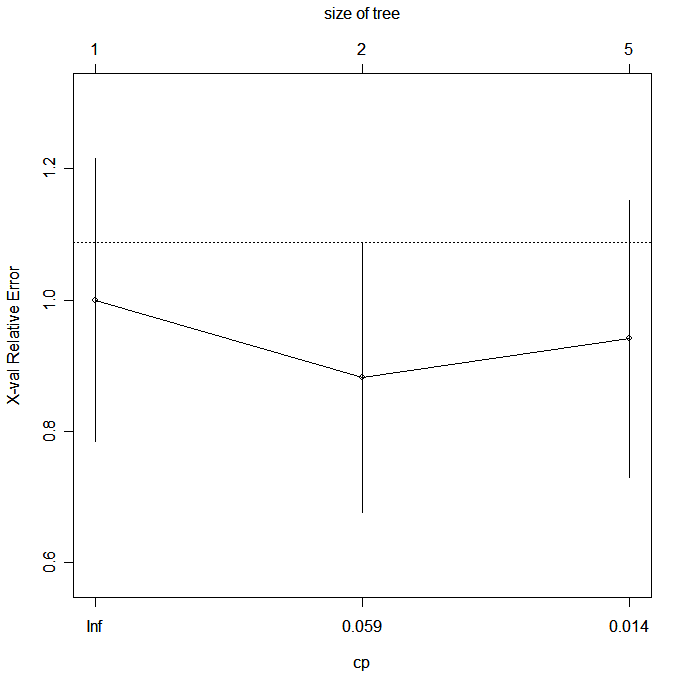 size of tree
1 2 5
1.2
1.0
0.8
0.6
X-val Relative Error
Inf 0.059 0.014
cp